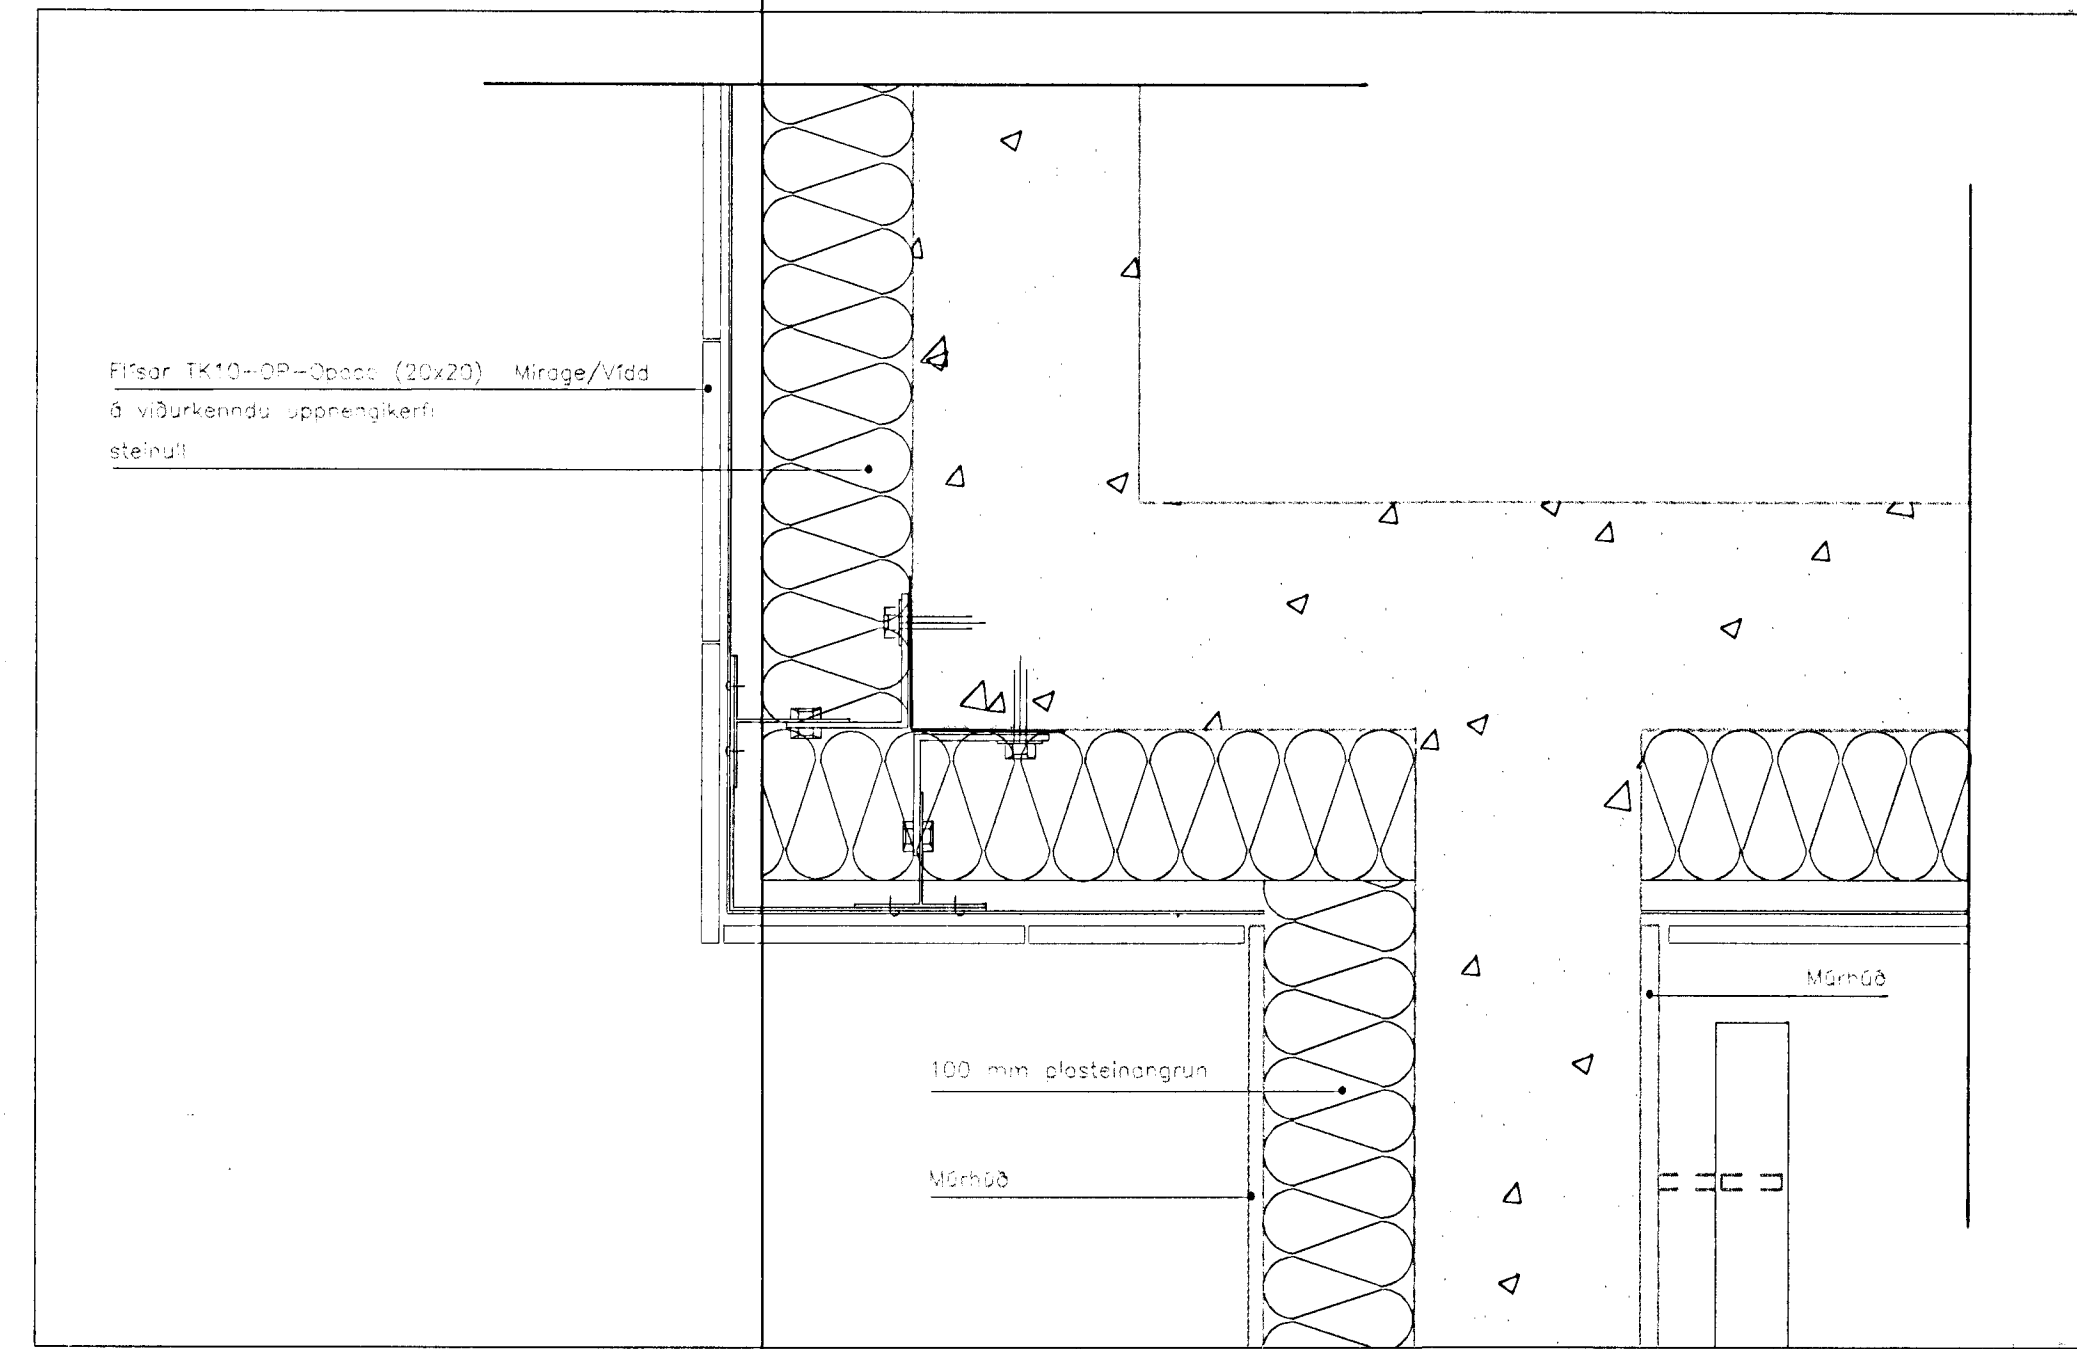 Flísar TK10-OP-Opaco (20x20) Mirage/Vídd
á viðurkenndu upphengikerfi
steinull
Múrhúð
100 mm plasteinangrun
Múrhúð